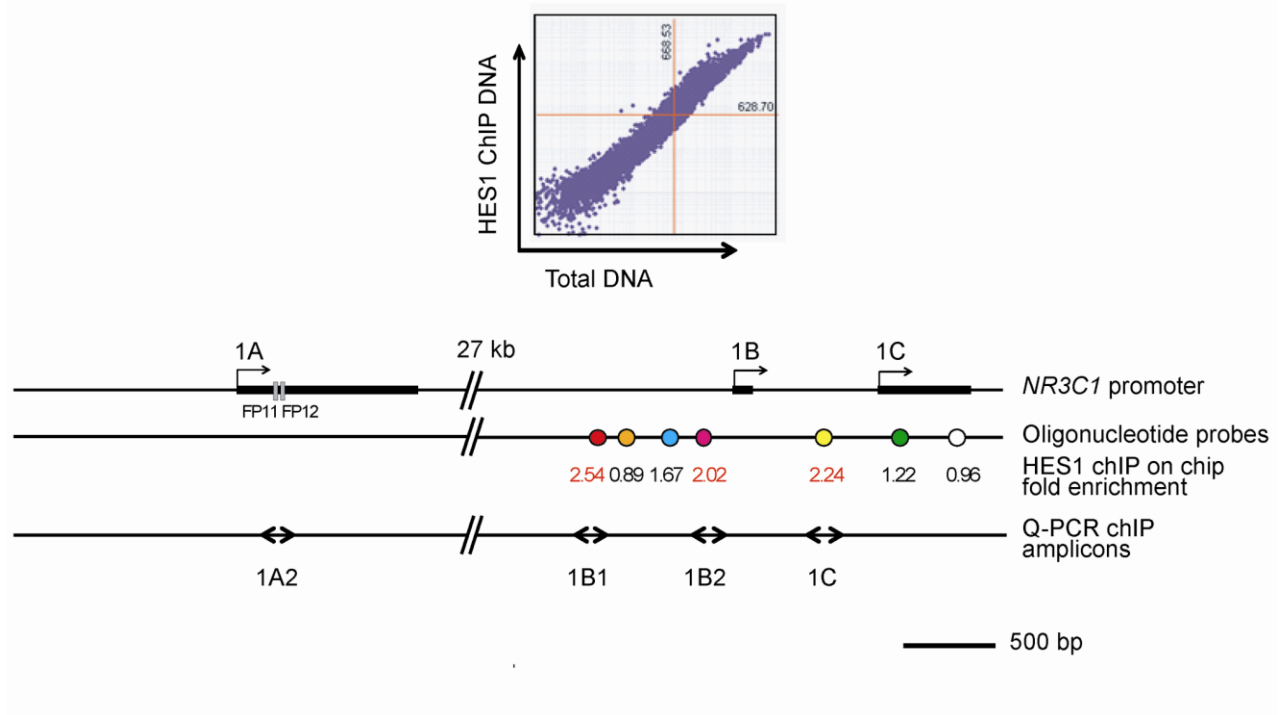 HES1 ChIP DNA
668.53
628.70
Total DNA
1A
27 kb
1B
1C
NR3C1 promoter
FP11 FP12
Oligonucleotide probes
2.54 0.89 1.67 2.02 2.24 1.22 0.96
HES1 chIP on chip
fold enrichment
Q-PCR chIP
amplicons
1A2
1B1
1B2
1C
500 bp